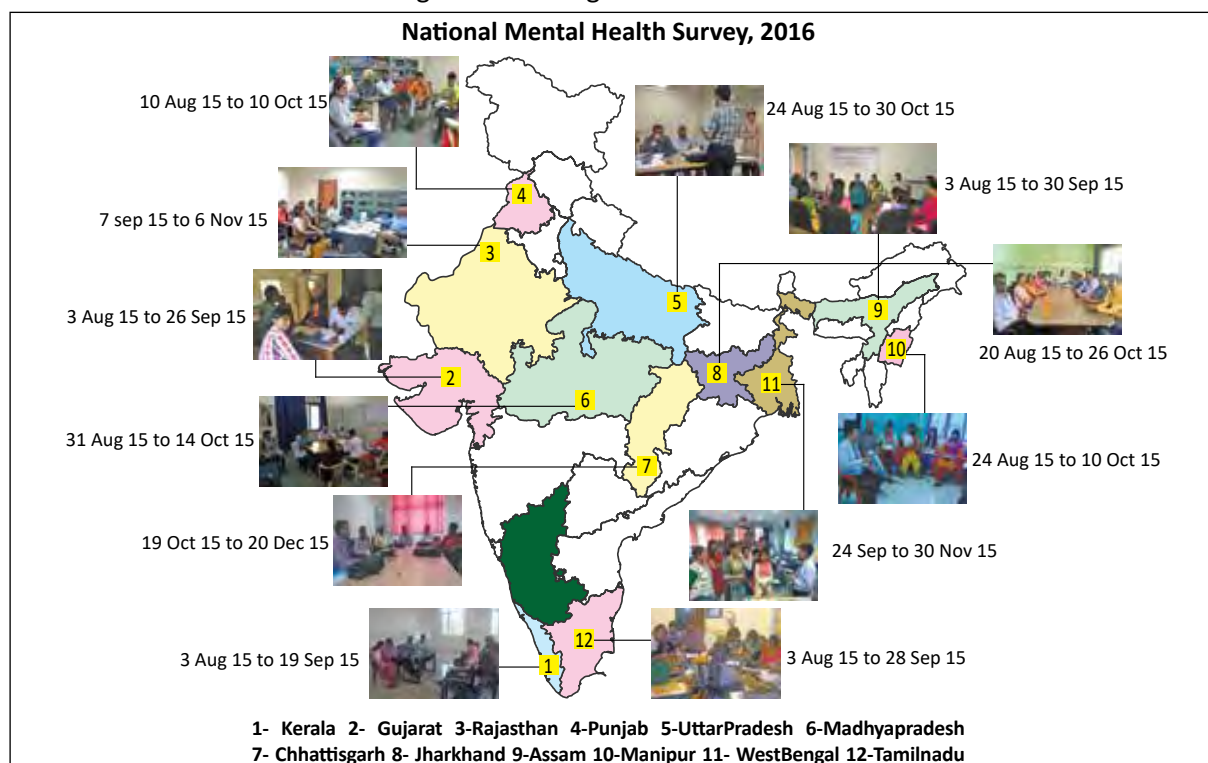 National Mental Health Survey, 2016
10 Aug 15 to 10 Oct 15
24 Aug 15 to 30 Oct 15
3 Aug 15 to 30 Sep 15
4
7 sep 15 to 6 Nov 15
3
5
9
3 Aug 15 to 26 Sep 15
10
20 Aug 15 to 26 Oct 15
2
8
11
6
31 Aug 15 to 14 Oct 15
24 Aug 15 to 10 Oct 15
7
19 Oct 15 to 20 Dec 15
24 Sep to 30 Nov 15
12
3 Aug 15 to 19 Sep 15
1
3 Aug 15 to 28 Sep 15
1- Kerala 2- Gujarat 3-Rajasthan 4-Punjab 5-UttarPradesh 6-Madhyapradesh
7- Chhattisgarh 8- Jharkhand 9-Assam 10-Manipur 11- WestBengal 12-Tamilnadu